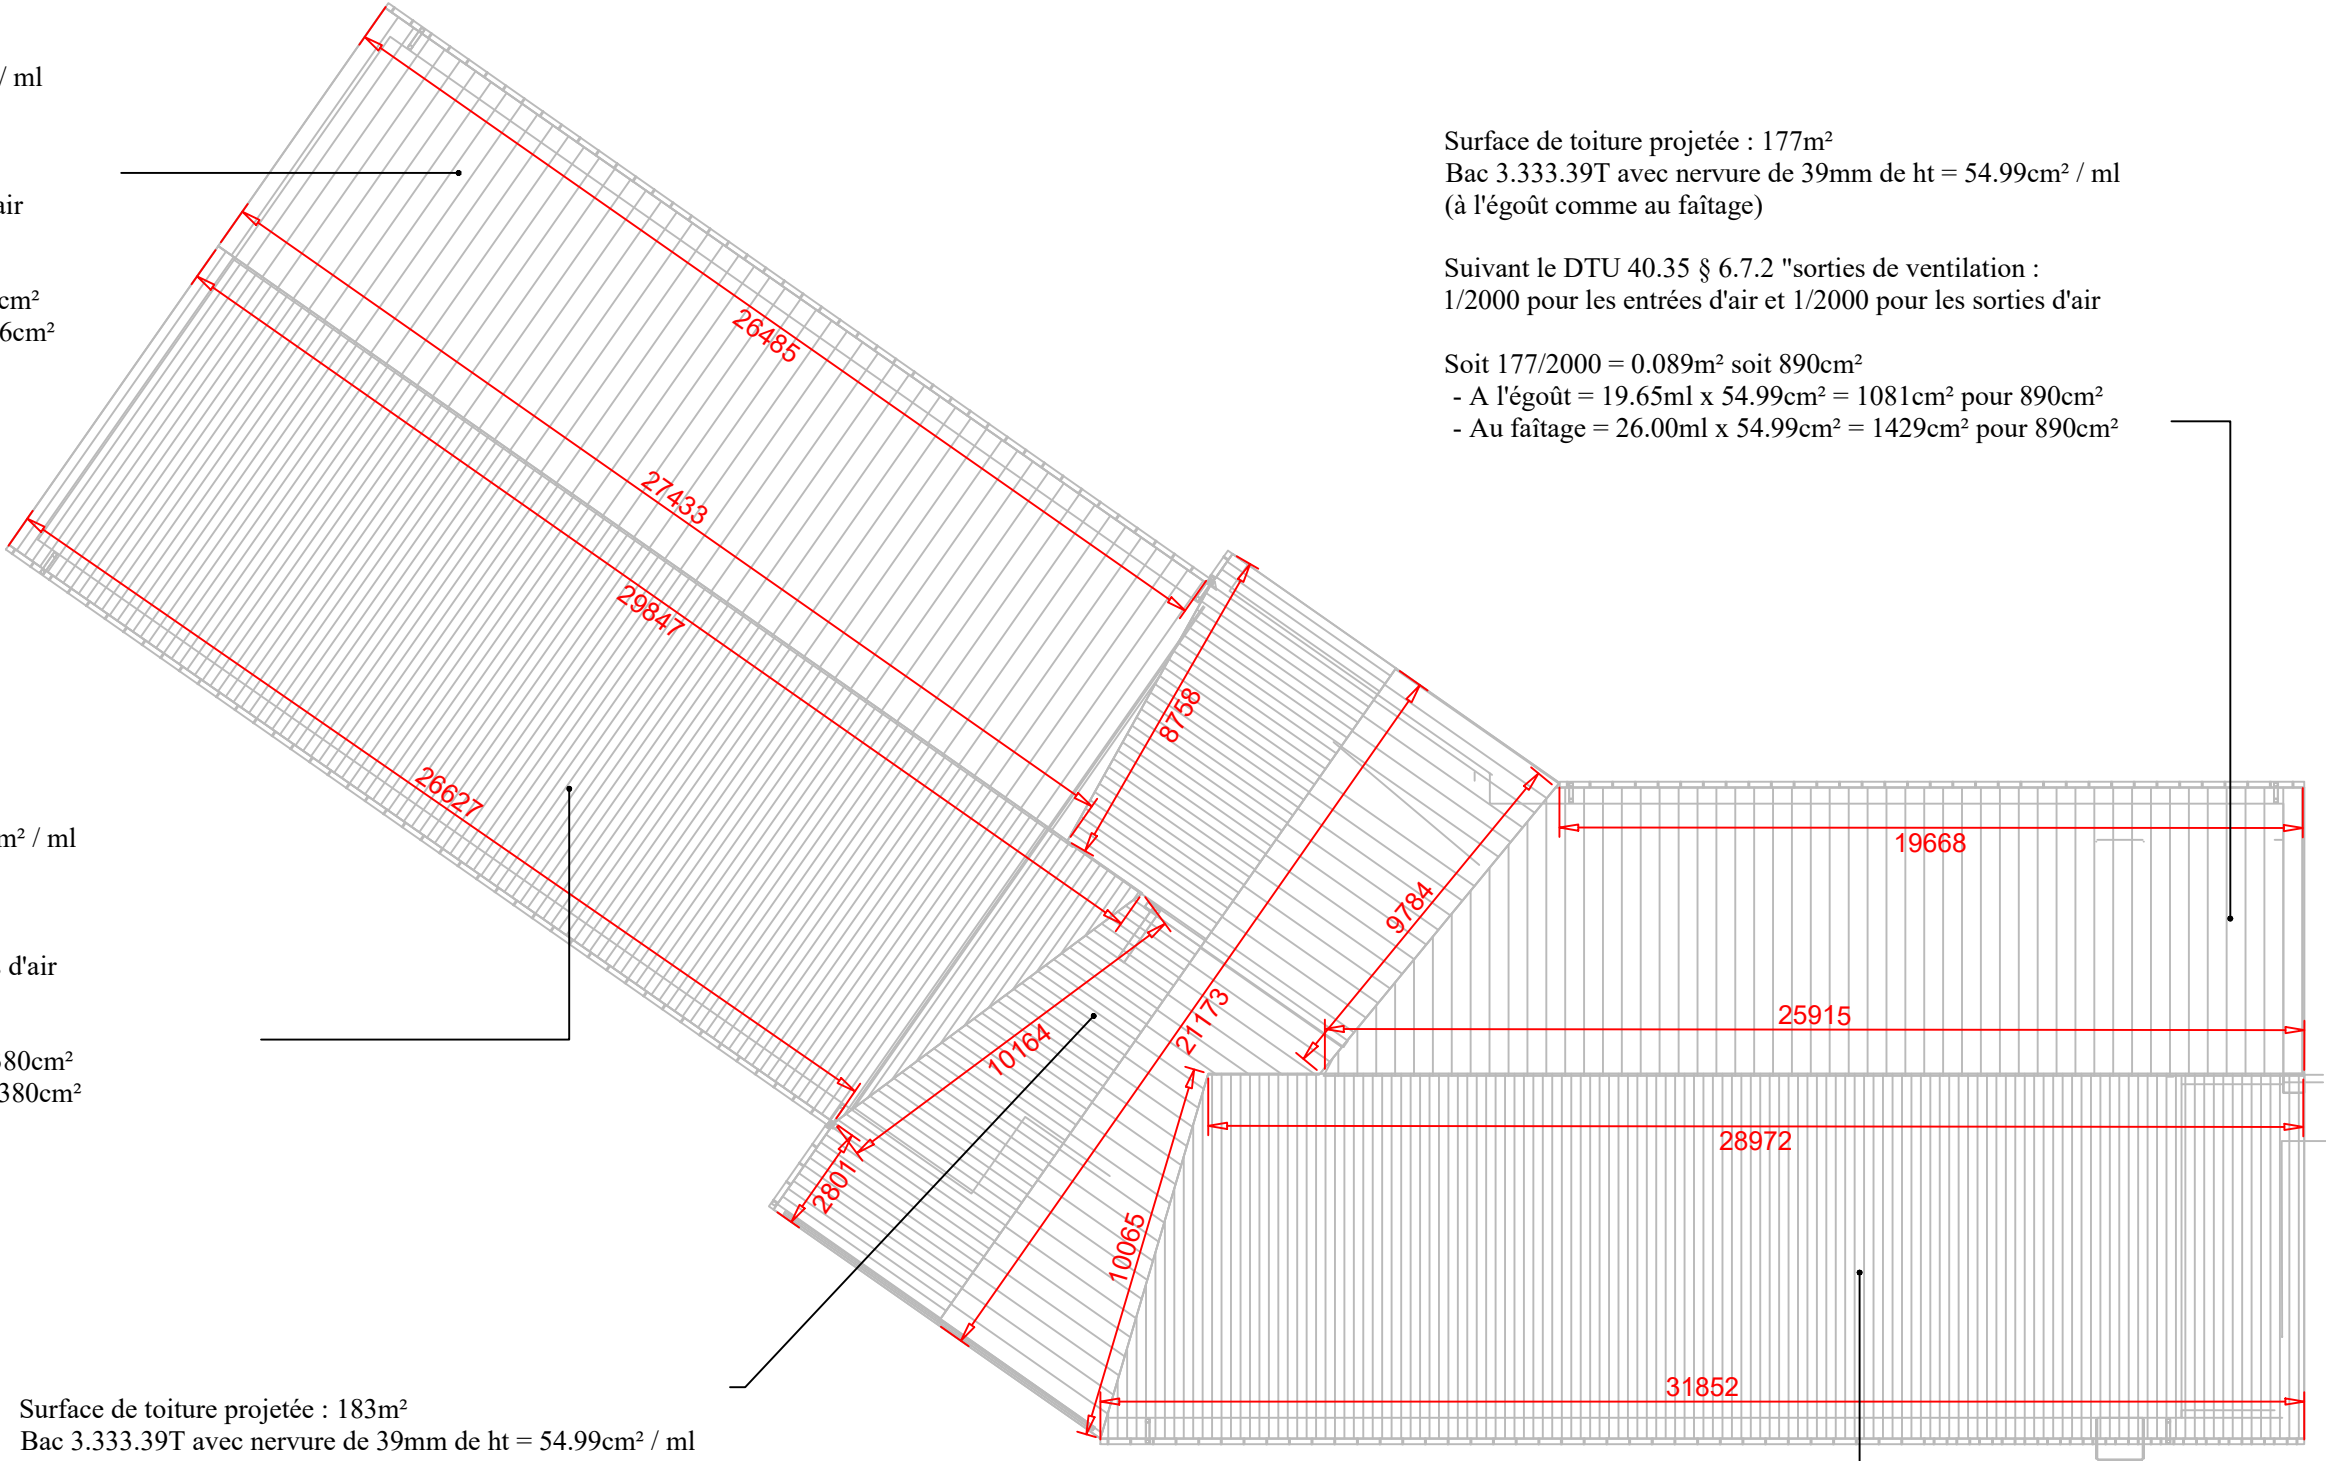 / ml
air
cm²
6cm²
Surface de toiture projetée : 177m²
Bac 3.333.39T avec nervure de 39mm de ht = 54.99cm² / ml
(à l'égoût comme au faîtage)
Suivant le DTU 40.35 § 6.7.2 "sorties de ventilation :
1/2000 pour les entrées d'air et 1/2000 pour les sorties d'air
Soit 177/2000 = 0.089m² soit 890cm²
- A l'égoût = 19.65ml x 54.99cm² = 1081cm² pour 890cm²
- Au faîtage = 26.00ml x 54.99cm² = 1429cm² pour 890cm²
26485
27433
29847
26627
8758
9784
19668
25915
21173
10164
28972
2801
10065
31852
m² / ml
d'air
80cm²
380cm²
Surface de toiture projetée : 183m²
Bac 3.333.39T avec nervure de 39mm de ht = 54.99cm² / ml